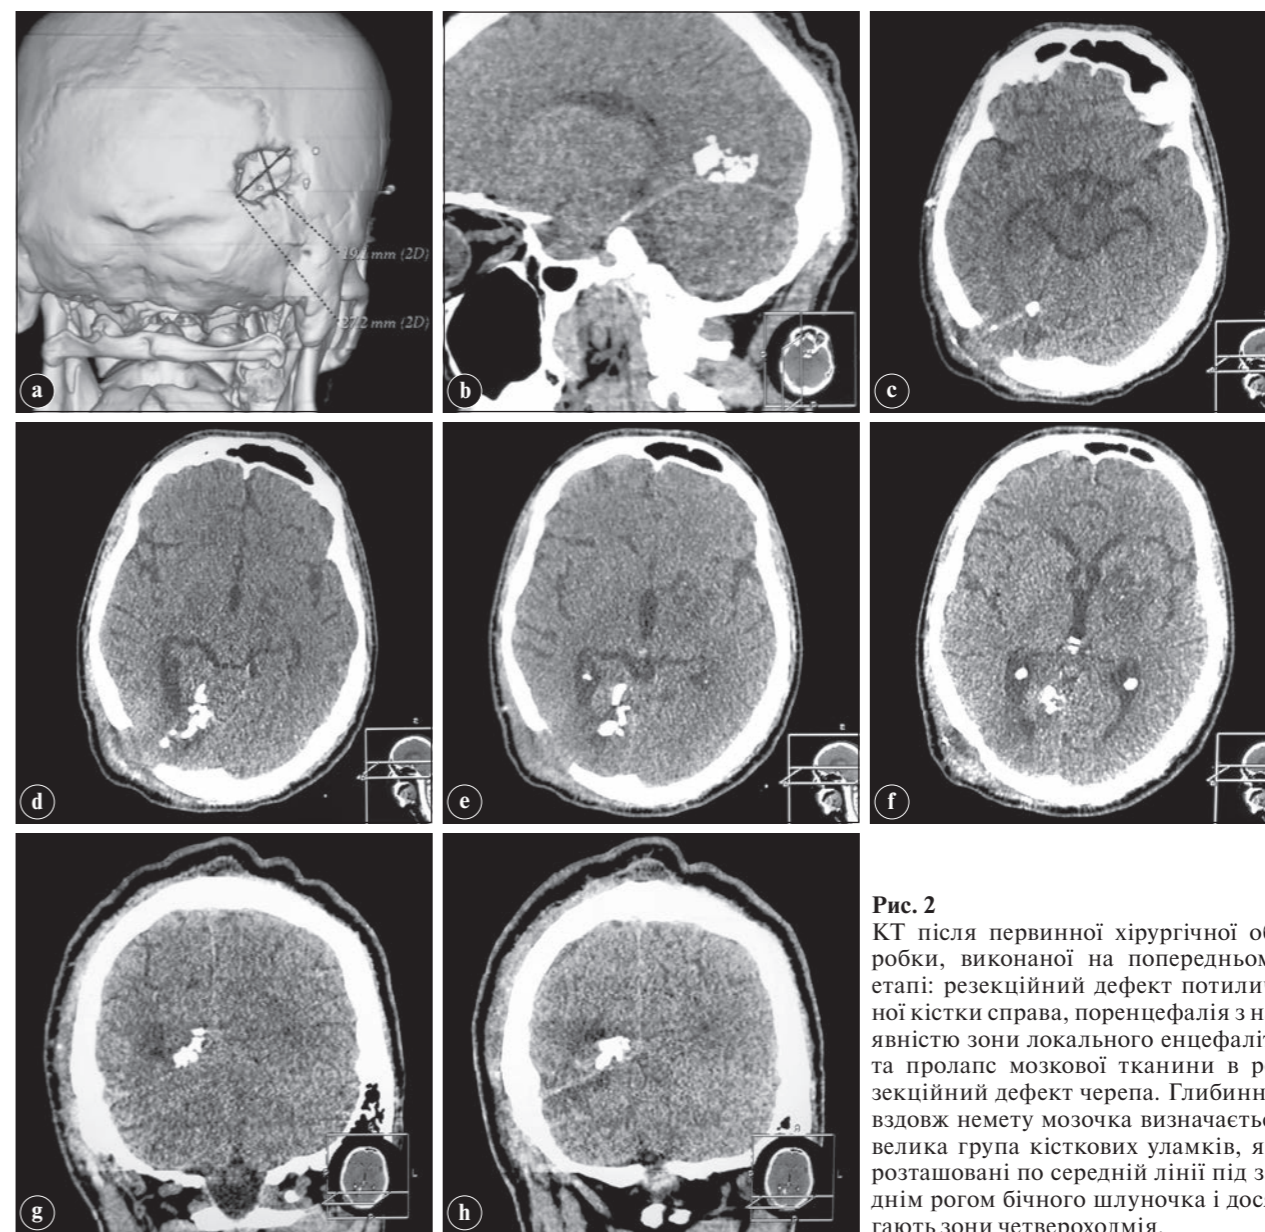 19.1 mm (2D)
27.2 mm (2D)
a
b
c
d
e
f
g
h
Рис. 2
КТ після первинної хірургічної об
робки, виконаної на попередньом
етапі: резекційний дефект потилич
ної кістки справа, поренцефалія з н
явністю зони локального енцефаліт
та пролапс мозкової тканини в ре
зекційний дефект черепа. Глибинн
вздовж немету мозочка визначаєтьс
велика група кісткових уламків, я
розташовані по середній лінії під за
днім рогом бічного шлуночка і дося
гають зони четверохолмія.